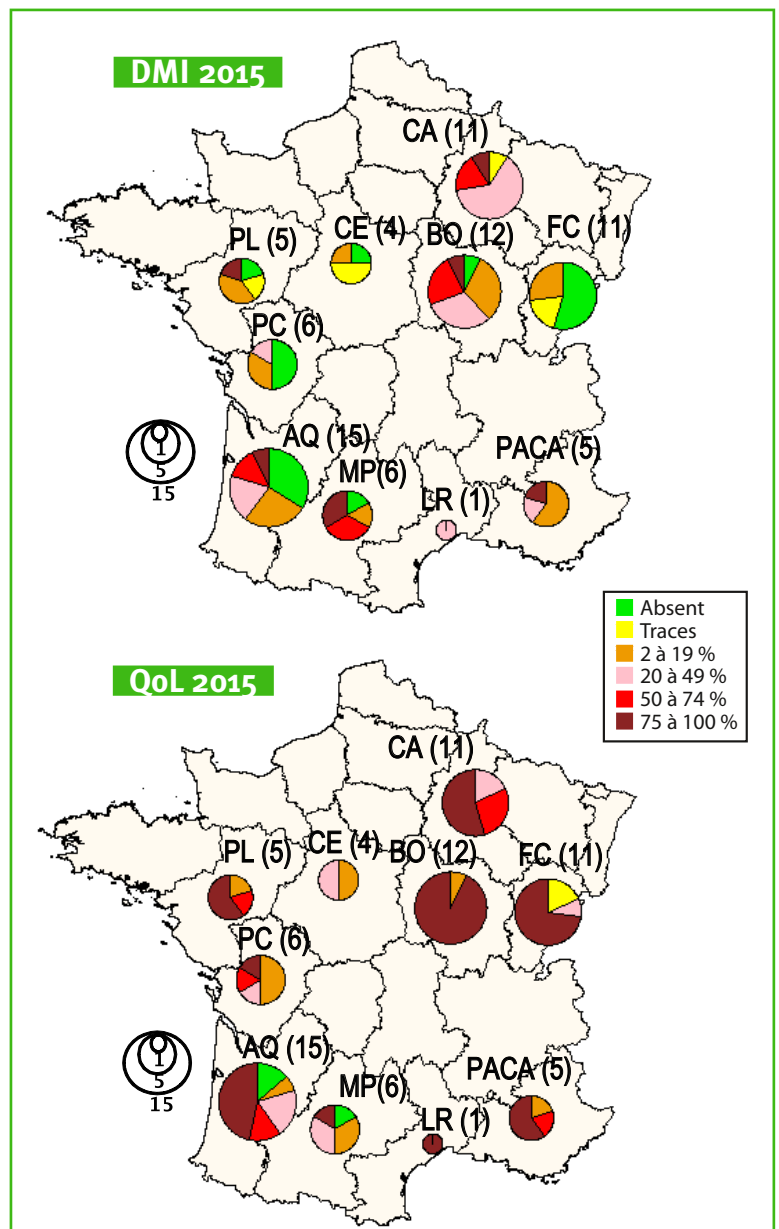 DMI 2015
CA (11)
PL (5)
CE (4)
BO (12)
FC (11)
PC (6)
AQ (15)
MP(6)
LR (1)
PACA (5)
1
5
15
Absent
Traces
2 à 19 %
20 à 49 %
50 à 74 %
75 à 100 %
QoL 2015
CA (11)
PL (5)
CE (4)
BO (12)
FC (11)
PC (6)
AQ (15)
MP(6)
LR (1)
PACA (5)
1
5
15